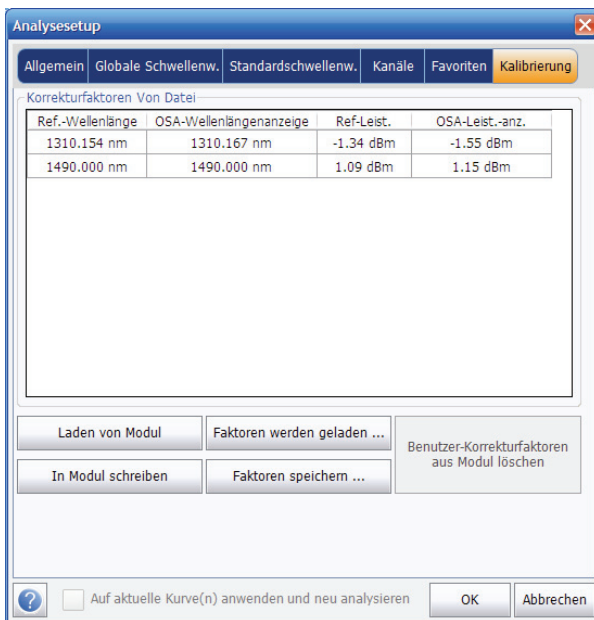 Analysesetup
Allgemein Globale Schwellenw. Standardschwellenw. Kanäle Favoriten Kalibrierung
Korrekturfaktoren Von Datei
Ref.-Wellenlänge OSA-Wellenlängenanzeige Ref-Leist. OSA-Leist.-anz.
1310.154 nm 1310.167 nm -1.34 dBm -1.55 dBm
1490.000 nm 1490.000 nm 1.09 dBm 1.15 dBm
Laden von Modul Faktoren werden geladen ...
Benutzer-Korrekturfaktoren
aus Modul löschen
In Modul schreiben Faktoren speichern ...
? Auf aktuelle Kurve(n) anwenden und neu analysieren OK Abbrechen